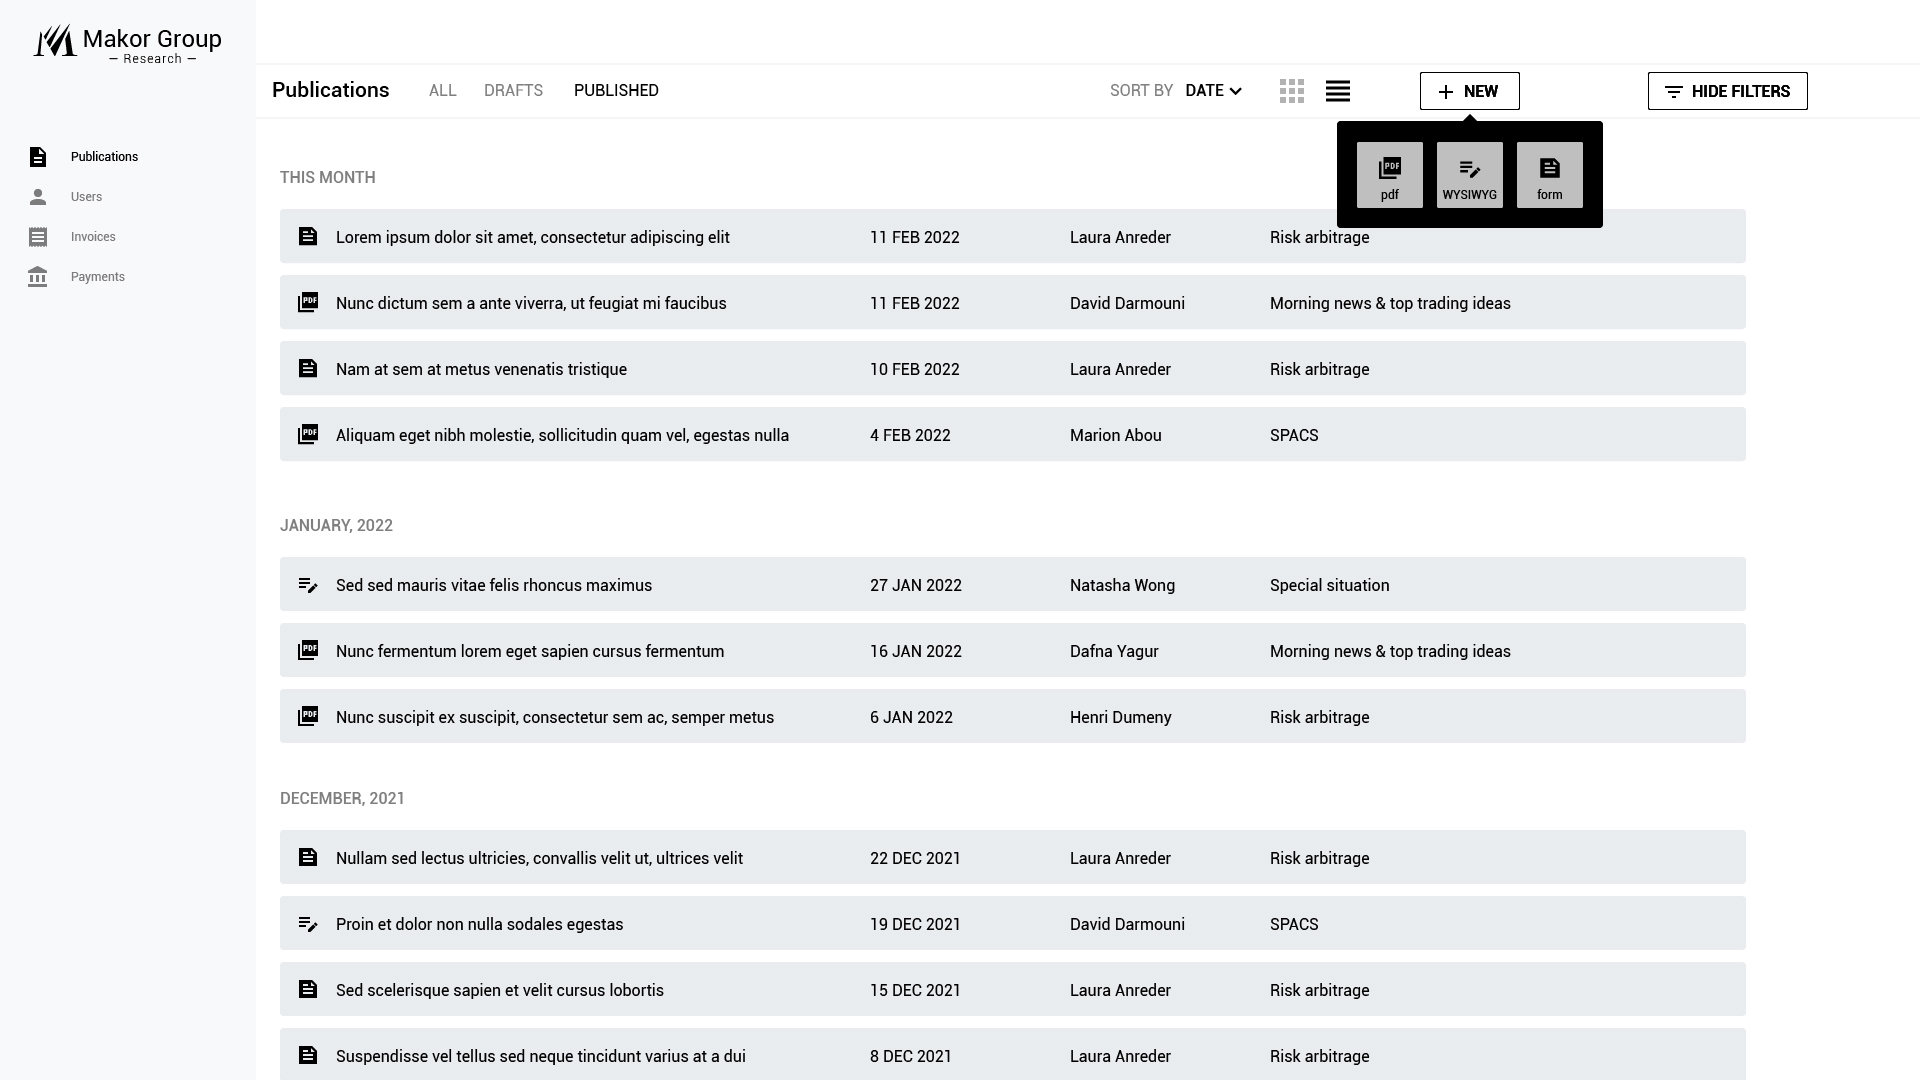 Makor Group
— Research —
Publications
Users
Invoices
Payments
Publications ALL DRAFTS PUBLISHED SORT BY DATE NEW HIDE FILTERS
PDF
pdf WYSIWYG form
THIS MONTH
Lorem ipsum dolor sit amet, consectetur adipiscing elit 11 FEB 2022 Laura Anreder Risk arbitrage
PDF Nunc dictum sem a ante viverra, ut feugiat mi faucibus 11 FEB 2022 David Darmouni Morning news & top trading ideas
Nam at sem at metus venenatis tristique 10 FEB 2022 Laura Anreder Risk arbitrage
PDF Aliquam eget nibh molestie, sollicitudin quam vel, egestas nulla 4 FEB 2022 Marion Abou SPACS
JANUARY, 2022
Sed sed mauris vitae felis rhoncus maximus 27 JAN 2022 Natasha Wong Special situation
PDF Nunc fermentum lorem eget sapien cursus fermentum 16 JAN 2022 Dafna Yagur Morning news & top trading ideas
PDF Nunc suscipit ex suscipit, consectetur sem ac, semper metus 6 JAN 2022 Henri Dumeny Risk arbitrage
DECEMBER, 2021
Nullam sed lectus ultricies, convallis velit ut, ultrices velit 22 DEC 2021 Laura Anreder Risk arbitrage
Proin et dolor non nulla sodales egestas 19 DEC 2021 David Darmouni SPACS
Sed scelerisque sapien et velit cursus lobortis 15 DEC 2021 Laura Anreder Risk arbitrage
Suspendisse vel tellus sed neque tincidunt varius at a dui 8 DEC 2021 Laura Anreder Risk arbitrage